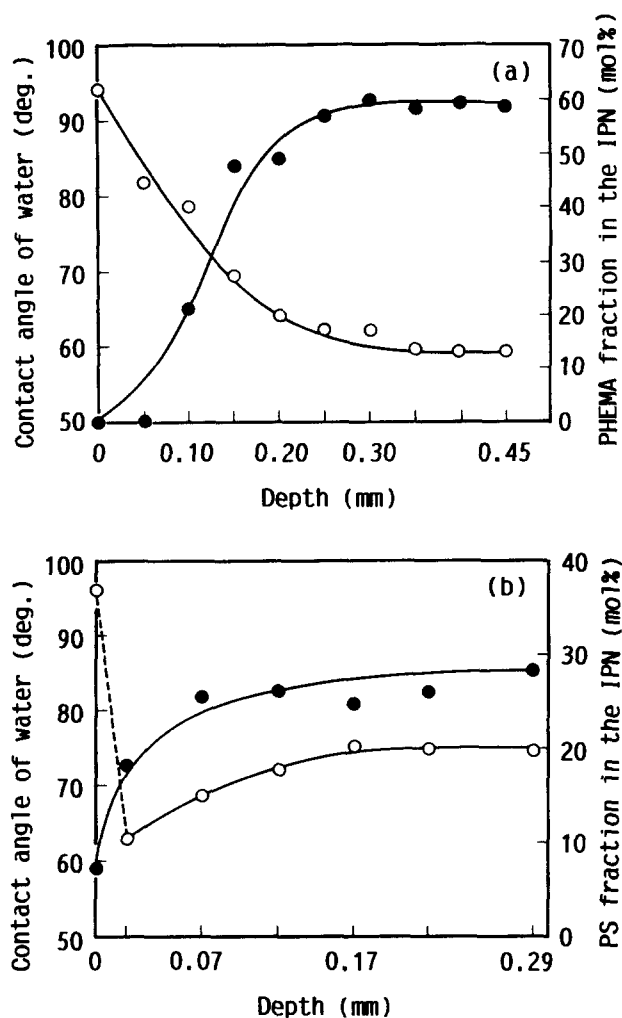 (a)
Contact angle of water (deg.)
100
90
80
70
60
50
PHEMA fraction in the IPN (mol%)
70
60
50
40
30
20
10
0
0 0.10 0.20 0.30 0.45
Depth (mm)
(b)
Contact angle of water (deg.)
100
90
80
70
60
50
PS fraction in the IPN (mol%)
40
30
20
10
0
0 0.07 0.17 0.29
Depth (mm)